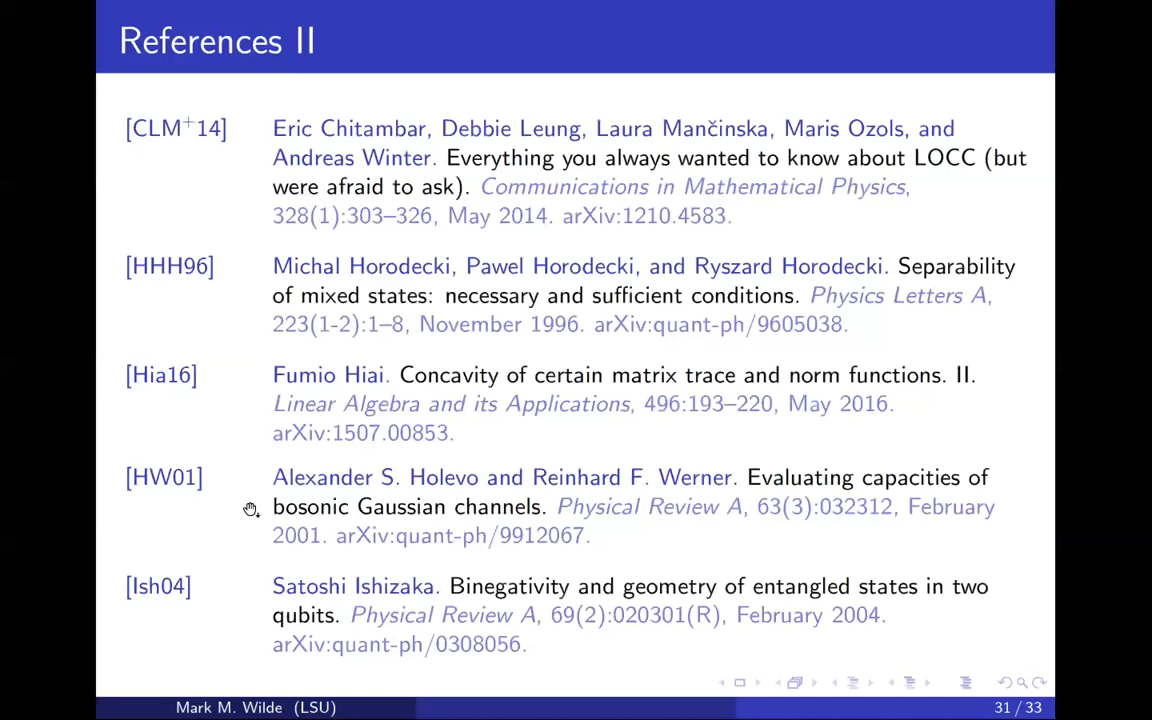 References II
[CLM+14] Eric Chitambar, Debbie Leung, Laura Mančinska, Maris Ozols, and
Andreas Winter. Everything you always wanted to know about LOCC (but
were afraid to ask). Communications in Mathematical Physics,
328(1):303–326, May 2014. arXiv:1210.4583.
[HHH96] Michal Horodecki, Pawel Horodecki, and Ryszard Horodecki. Separability
of mixed states: necessary and sufficient conditions. Physics Letters A,
223(1-2):1–8, November 1996. arXiv:quant-ph/9605038.
[Hia16] Fumio Hiai. Concavity of certain matrix trace and norm functions. II.
Linear Algebra and its Applications, 496:193–220, May 2016.
arXiv:1507.00853.
[HW01] Alexander S. Holevo and Reinhard F. Werner. Evaluating capacities of
bosonic Gaussian channels. Physical Review A, 63(3):032312, February
2001. arXiv:quant-ph/9912067.
[Ish04] Satoshi Ishizaka. Binegativity and geometry of entangled states in two
qubits. Physical Review A, 69(2):020301(R), February 2004.
arXiv:quant-ph/0308056.
Mark M. Wilde (LSU) 31 / 33